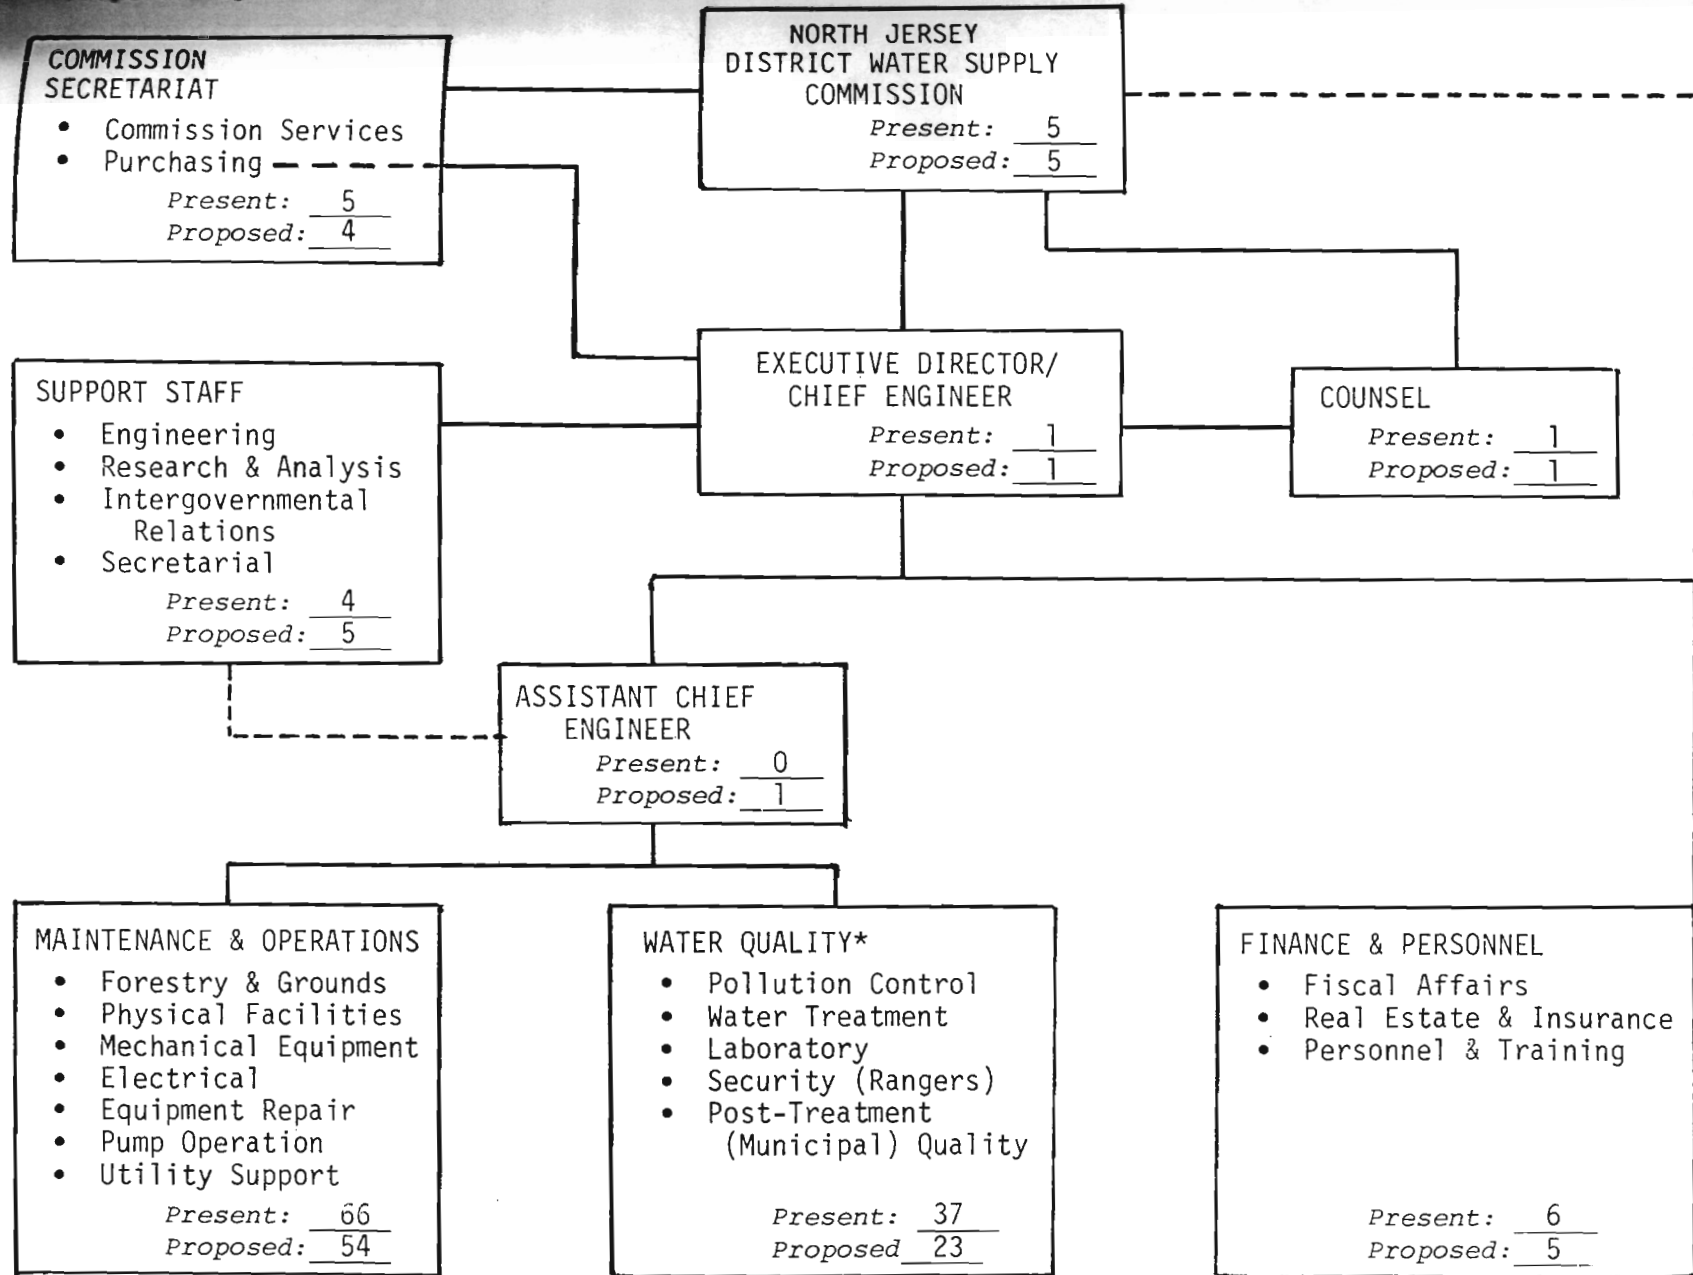 COMMISSION
SECRETARIAT
• Commission Services
• Purchasing
Present: 5
Proposed: 4
NORTH JERSEY
DISTRICT WATER SUPPLY
COMMISSION
Present: 5
Proposed: 5
SUPPORT STAFF
• Engineering
• Research & Analysis
• Intergovernmental
Relations
• Secretarial
Present: 4
Proposed: 5
EXECUTIVE DIRECTOR/
CHIEF ENGINEER
Present: 1
Proposed: 1
COUNSEL
Present: 1
Proposed: 1
ASSISTANT CHIEF
ENGINEER
Present: 0
Proposed: 1
MAINTENANCE & OPERATIONS
• Forestry & Grounds
• Physical Facilities
• Mechanical Equipment
• Electrical
• Equipment Repair
• Pump Operation
• Utility Support
Present: 66
Proposed: 54
WATER QUALITY*
• Pollution Control
• Water Treatment
• Laboratory
• Security (Rangers)
• Post-Treatment
(Municipal) Quality
Present: 37
Proposed 23
FINANCE & PERSONNEL
• Fiscal Affairs
• Real Estate & Insurance
• Personnel & Training
Present: 6
Proposed: 5